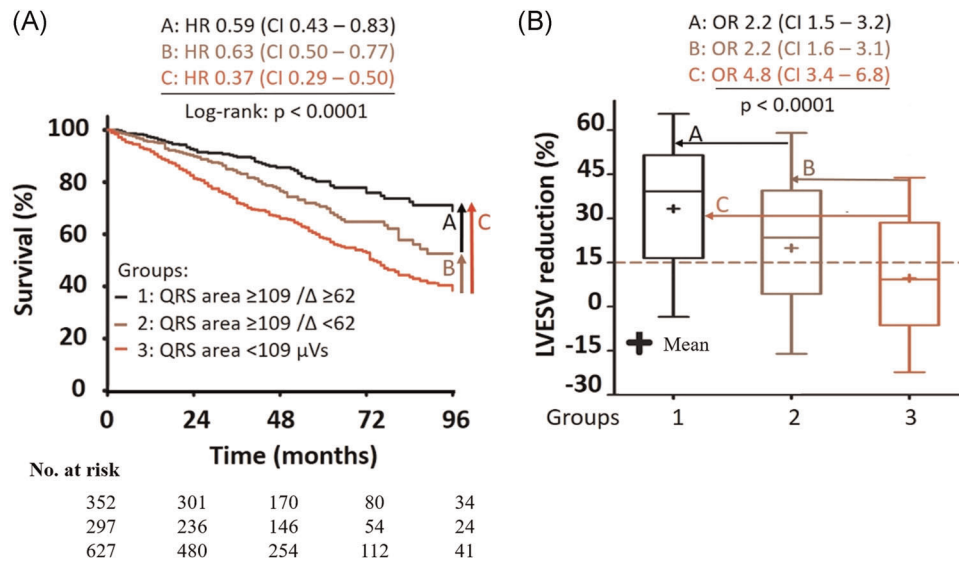 (A)
A: HR 0.59 (CI 0.43 – 0.83)
B: HR 0.63 (CI 0.50 – 0.77)
C: HR 0.37 (CI 0.29 – 0.50)
Log-rank: p < 0.0001
100
80
60
40
20
0
Survival (%)
A
B
C
Groups:
1: QRS area ≥109 /Δ ≥62
2: QRS area ≥109 /Δ <62
3: QRS area <109 µVs
0 24 48 72 96
Time (months)
No. at risk
352 301 170 80 34
297 236 146 54 24
627 480 254 112 41
(B)
A: OR 2.2 (CI 1.5 – 3.2)
B: OR 2.2 (CI 1.6 – 3.1)
C: OR 4.8 (CI 3.4 – 6.8)
p < 0.0001
60
45
30
15
0
-15
-30
LVESV reduction (%)
A
B
C
Mean
Groups 1 2 3